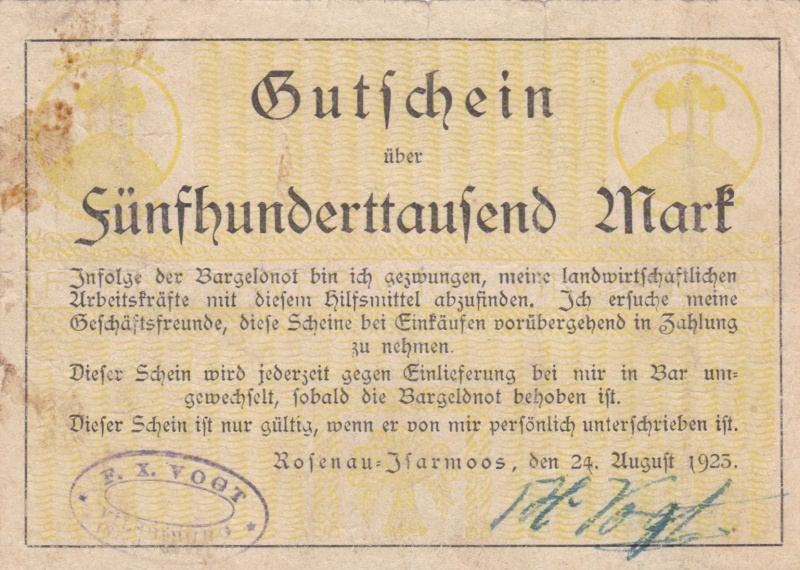 Schutzmarke
Schutzmarke
Gutſchein
über
Fünfhunderttauſend Mark
Infolge der Bargeldnot bin ich gezwungen, meine landwirtſchaftlichen
Arbeitskräfte mit dieſem Hilfsmittel abzufinden. Ich erſuche meine
Geſchäftsfreunde, dieſe Scheine bei Einkäufen vorübergehend in Zahlung
zu nehmen.
Dieſer Schein wird jederzeit gegen Einlieferung bei mir in Bar um=
gewechſelt, ſobald die Bargeldnot behoben iſt.
Dieſer Schein iſt nur gültig, wenn er von mir perſönlich unterſchrieben iſt.
Roſenau=Iſarmoos, den 24. Auguſt 1923.
F. X. VOGT
Vogt